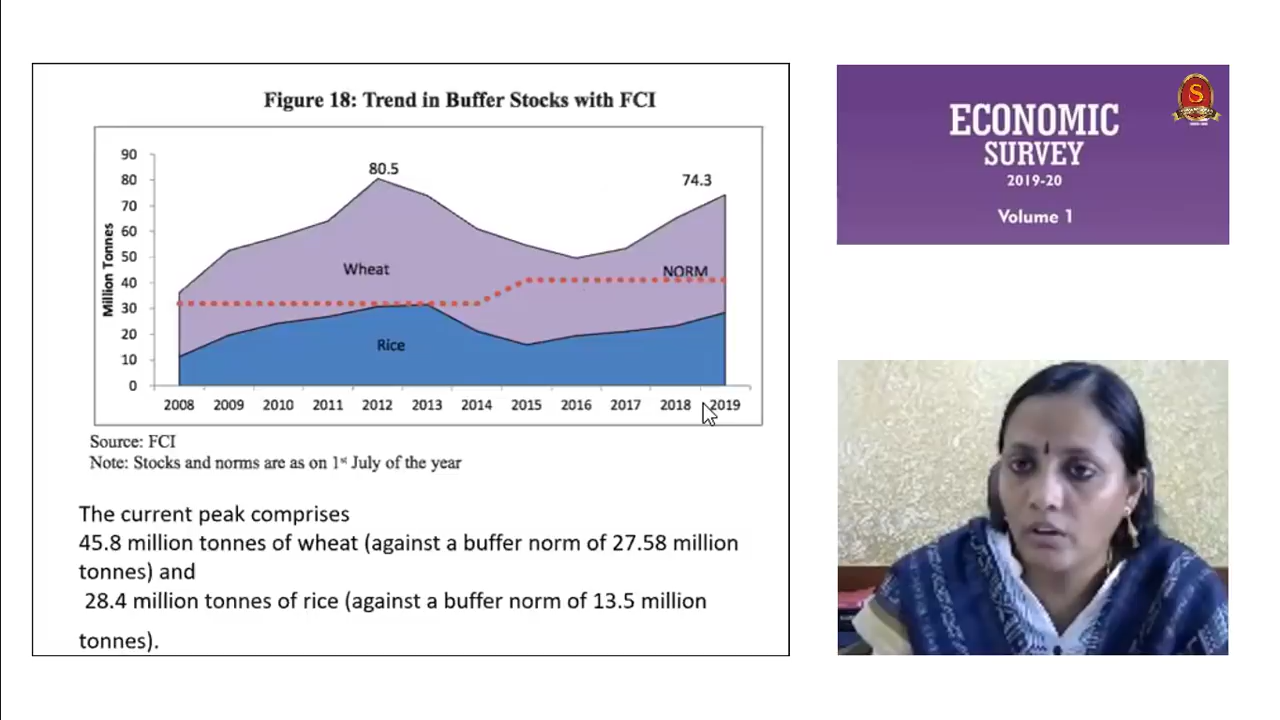 Figure 18: Trend in Buffer Stocks with FCI
90
80
70
60
50
40
30
20
10
0
Million Tonnes
80.5
74.3
Wheat
NORM
Rice
2008 2009 2010 2011 2012 2013 2014 2015 2016 2017 2018 2019
Source: FCI
Note: Stocks and norms are as on 1st July of the year
The current peak comprises
45.8 million tonnes of wheat (against a buffer norm of 27.58 million
tonnes) and
28.4 million tonnes of rice (against a buffer norm of 13.5 million
tonnes).
ECONOMIC
SURVEY
2019-20
Volume 1
S